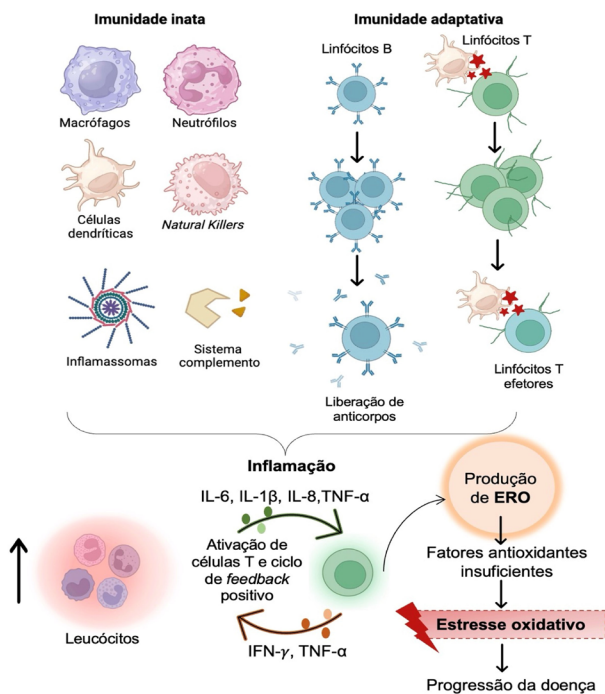 Imunidade inata
Macrófagos
Neutrófilos
Células
dendríticas
Natural Killers
Inflamassomas
Sistema
complemento
Imunidade adaptativa
Linfócitos B
Linfócitos T
Liberação de
anticorpos
Linfócitos T
efetores
Inflamação
IL-6, IL-1β, IL-8,TNF-α
Ativação de
células T e ciclo
de feedback
positivo
IFN-γ, TNF-α
Leucócitos
Produção
de ERO
Fatores antioxidantes
insuficientes
Estresse oxidativo
Progressão da doença